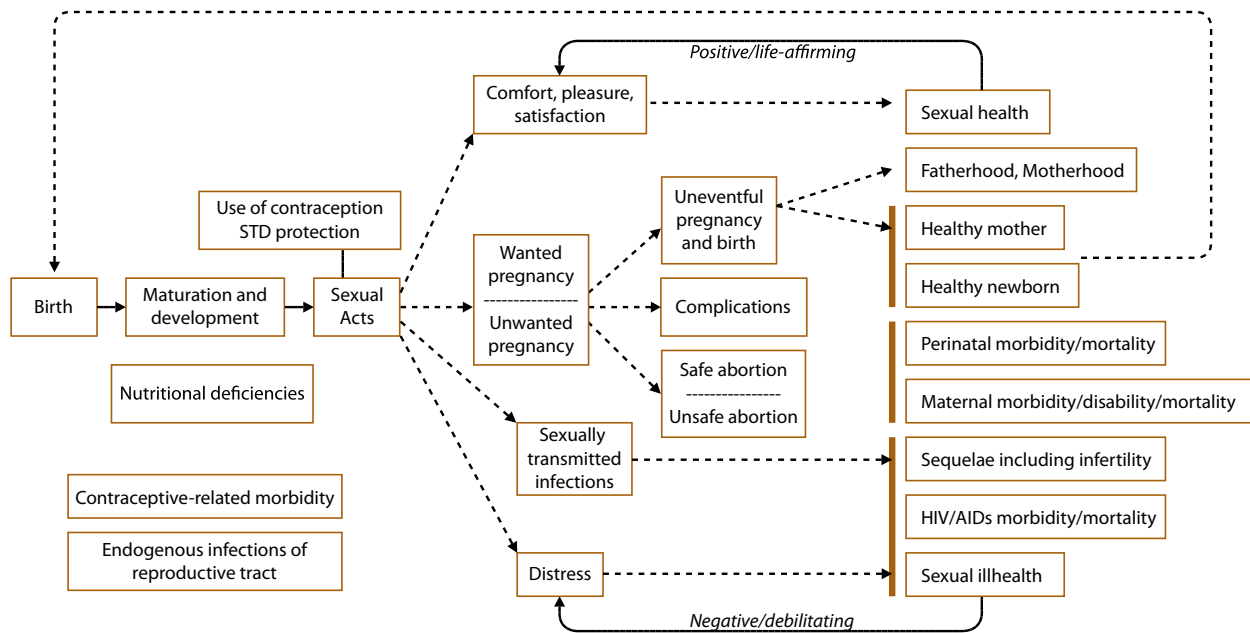 Positive/life-affirming
Comfort, pleasure,
satisfaction
Sexual health
Fatherhood, Motherhood
Uneventful
pregnancy
and birth
Use of contraception
STD protection
Healthy mother
Wanted
pregnancy
Unwanted
pregnancy
Birth
Maturation and
development
Sexual
Acts
Complications
Healthy newborn
Perinatal morbidity/mortality
Safe abortion
Unsafe abortion
Nutritional deficiencies
Maternal morbidity/disability/mortality
Sexually
transmitted
infections
Sequelae including infertility
Contraceptive-related morbidity
HIV/AIDs morbidity/mortality
Endogenous infections of
reproductive tract
Distress
Sexual illhealth
Negative/debilitating